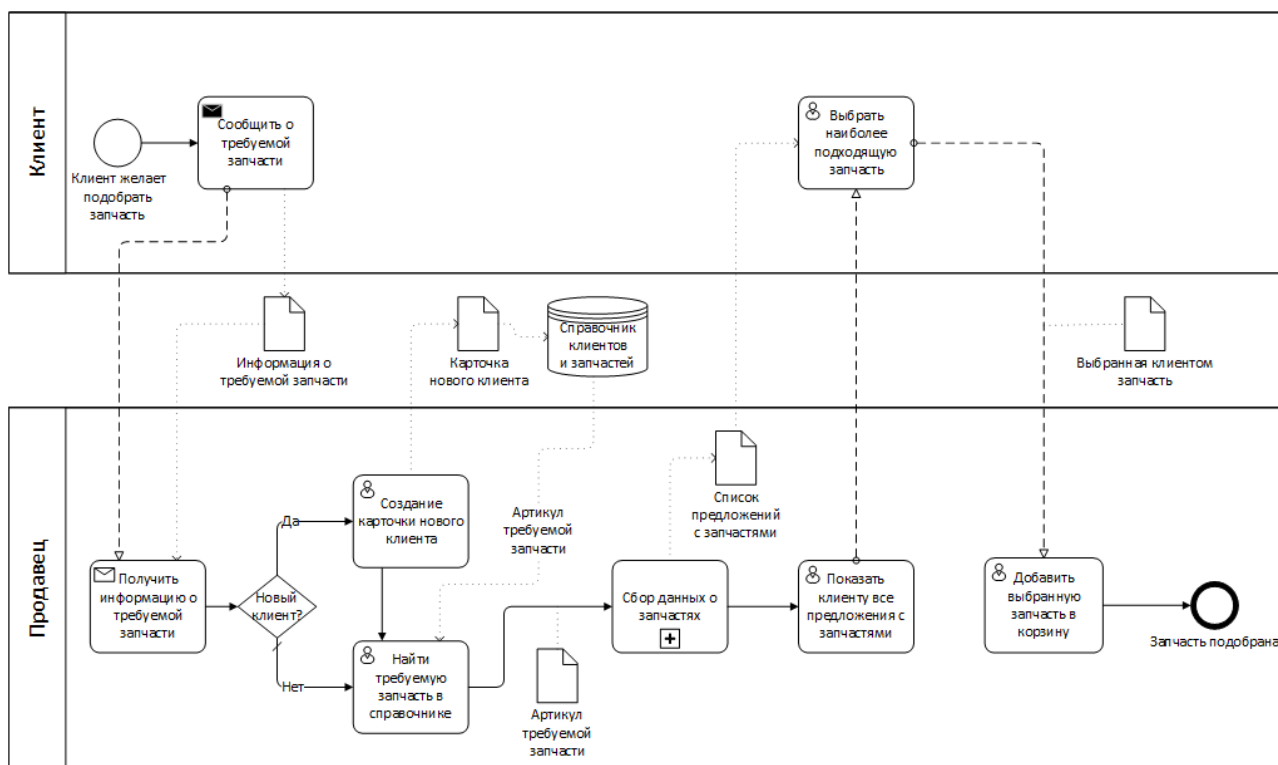 Клиент
Сообщить о
требуемой
запчасти
Клиент желает
подобрать
запчасть
Выбрать
наиболее
подходящую
запчасть
Информация о
требуемой запчасти
Карточка
нового клиента
Справочник
клиентов
и запчастей
Выбранная клиентом
запчасть
Продавец
Получить
информацию о
требуемой
запчасти
Новый
клиент?
Да
Нет
Создание
карточки нового
клиента
Найти
требуемую
запчасть в
справочнике
Артикул
требуемой
запчасти
Артикул
требуемой
запчасти
Сбор данных о
запчастях
Список
предложений
с запчастями
Показать
клиенту все
предложения с
запчастями
Добавить
выбранную
запчасть в
корзину
Запчасть подобрана